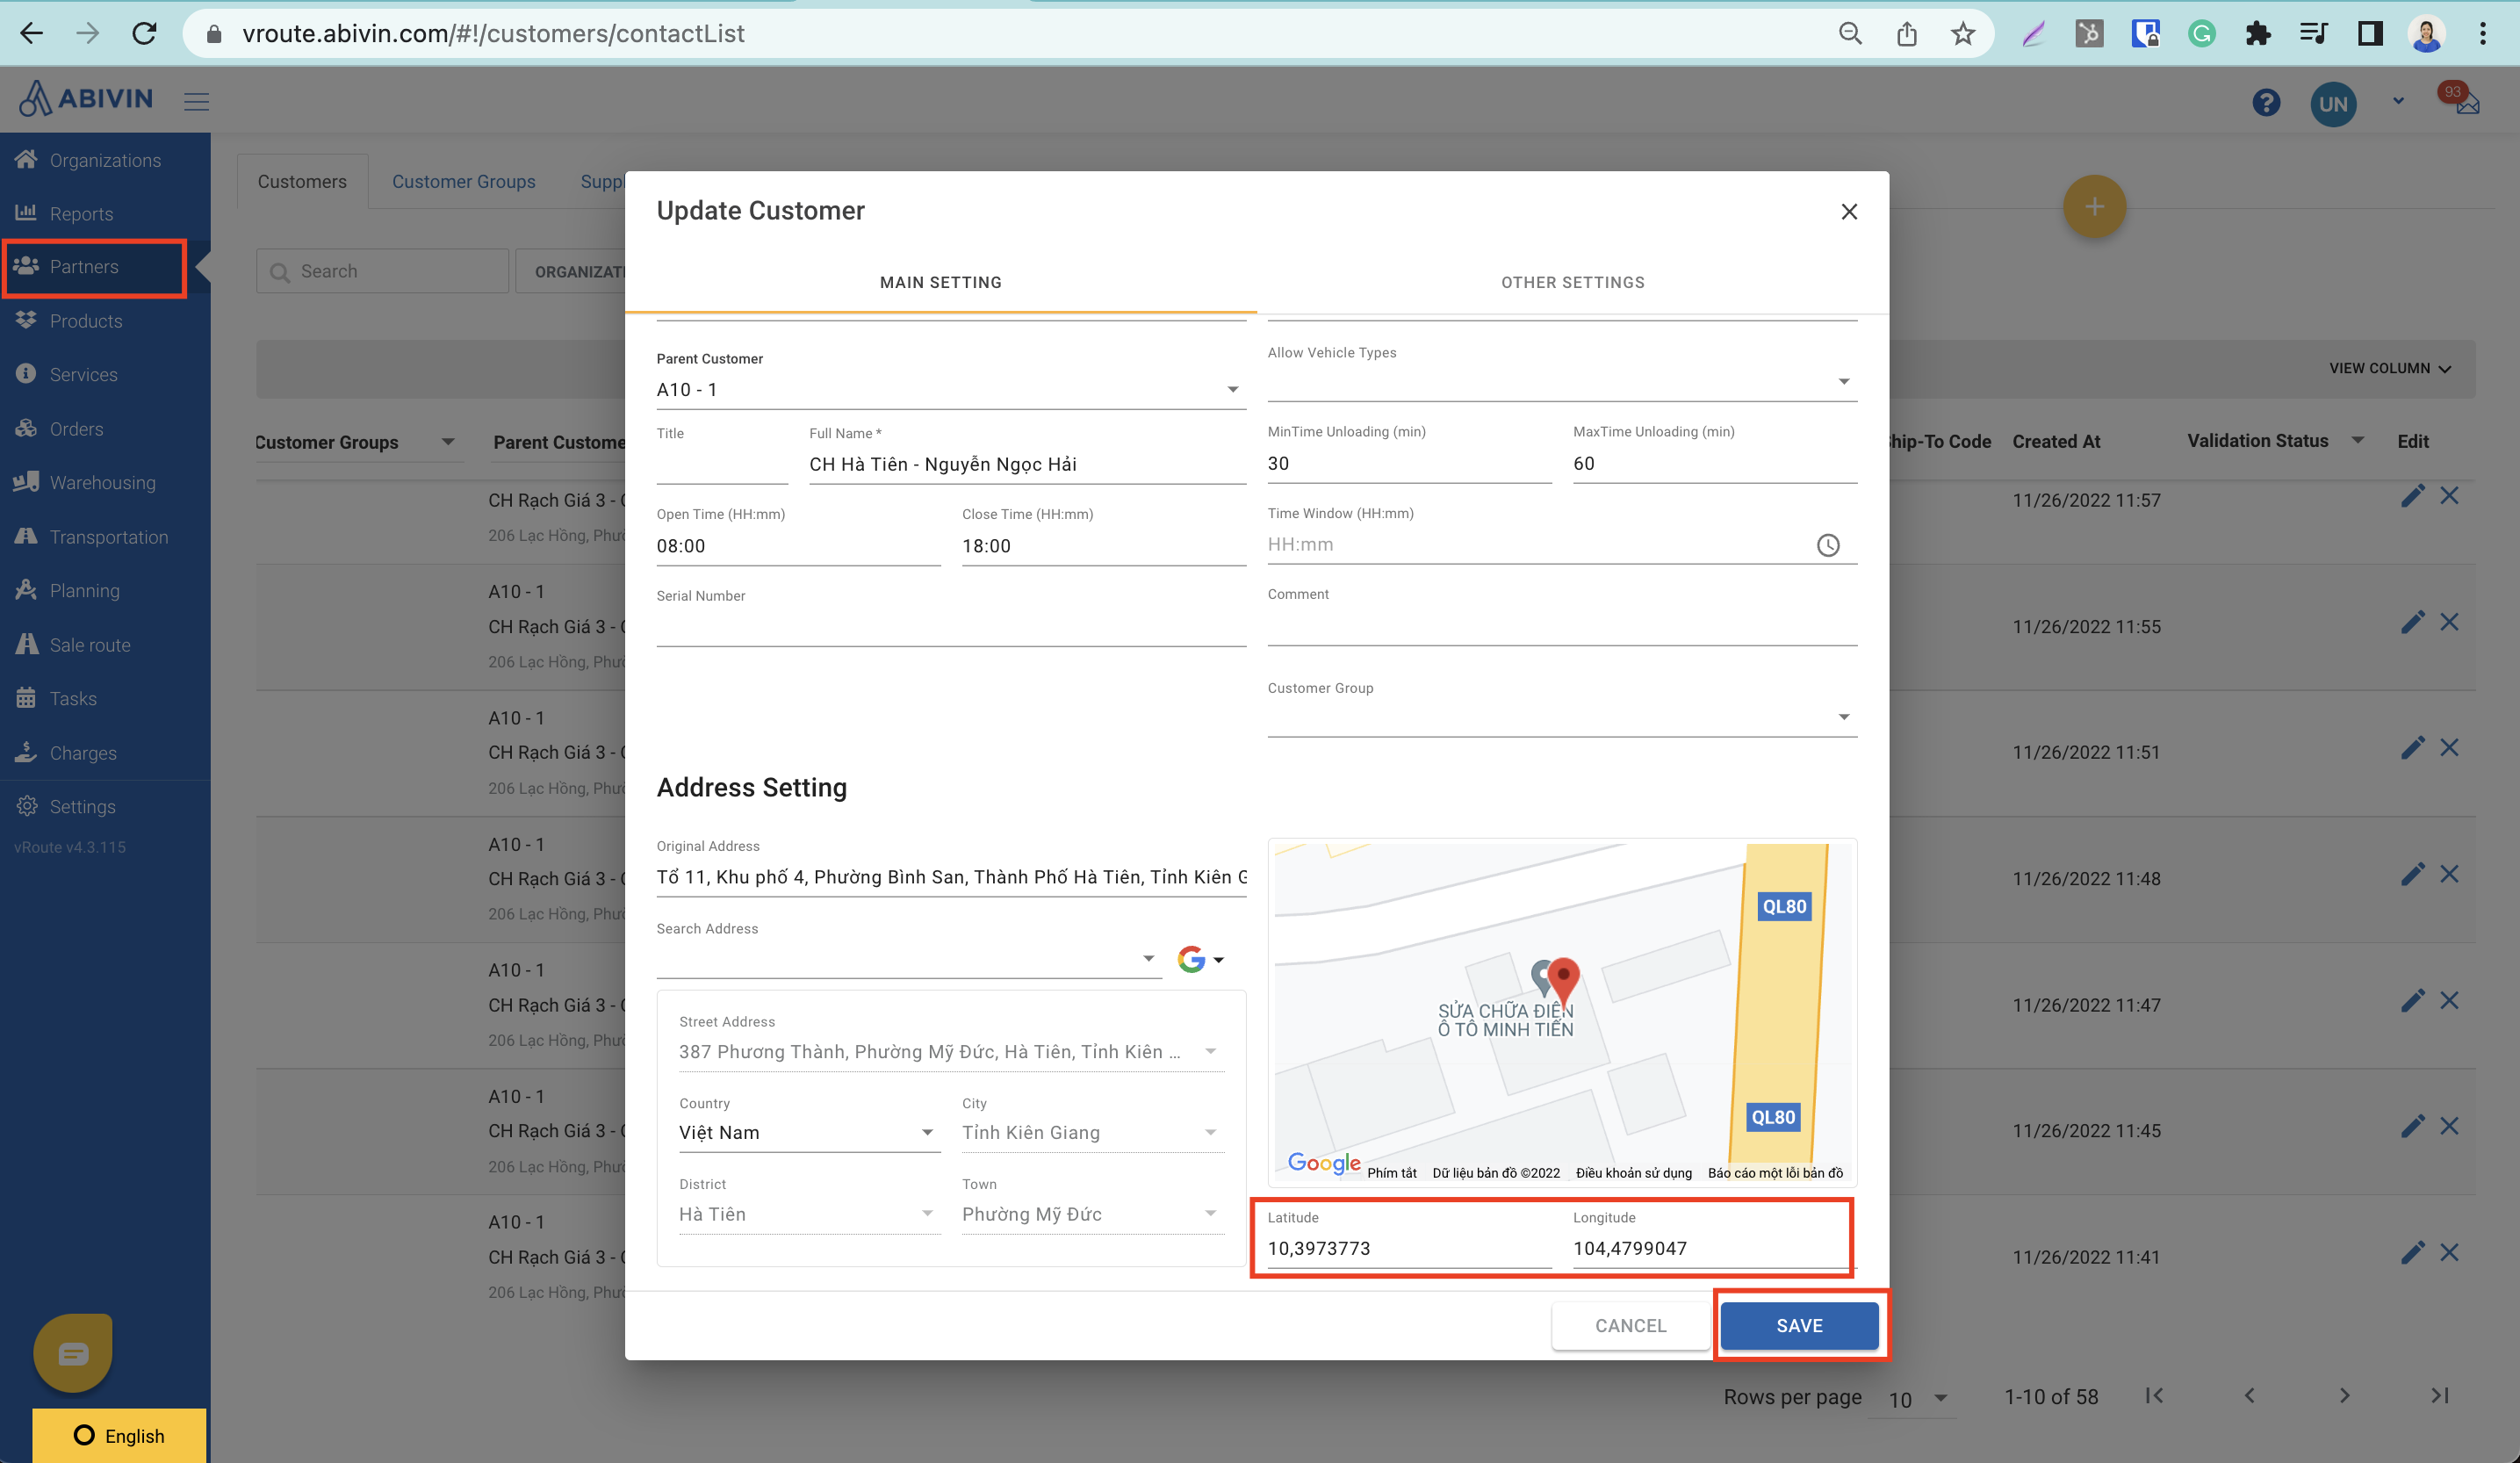 vroute.abivin.com/#!/customers/contactList
ABIVIN
?
UN
93
Organizations
Reports
Partners
Products
Services
Orders
Warehousing
Transportation
Planning
Sale route
Tasks
Charges
Settings
vRoute v4.3.115
English
Customers
Customer Groups
Suppl
Search
ORGANIZATI
VIEW COLUMN
Customer Groups
Parent Custome
Ship-To Code
Created At
Validation Status
Edit
CH Rạch Giá 3 - C
206 Lạc Hồng, Phườ
11/26/2022 11:57
A10 - 1
CH Rạch Giá 3 - C
206 Lạc Hồng, Phườ
11/26/2022 11:55
A10 - 1
CH Rạch Giá 3 - C
206 Lạc Hồng, Phườ
11/26/2022 11:51
A10 - 1
CH Rạch Giá 3 - C
206 Lạc Hồng, Phườ
11/26/2022 11:48
A10 - 1
CH Rạch Giá 3 - C
206 Lạc Hồng, Phườ
11/26/2022 11:47
A10 - 1
CH Rạch Giá 3 - C
206 Lạc Hồng, Phườ
11/26/2022 11:45
A10 - 1
CH Rạch Giá 3 - C
206 Lạc Hồng, Phườ
11/26/2022 11:41
Rows per page 10
1-10 of 58
Update Customer
MAIN SETTING
OTHER SETTINGS
Parent Customer
A10 - 1
Allow Vehicle Types
Title
Full Name *
CH Hà Tiên - Nguyễn Ngọc Hải
MinTime Unloading (min)
30
MaxTime Unloading (min)
60
Open Time (HH:mm)
08:00
Close Time (HH:mm)
18:00
Time Window (HH:mm)
HH:mm
Serial Number
Comment
Customer Group
Address Setting
Original Address
Tổ 11, Khu phố 4, Phường Bình San, Thành Phố Hà Tiên, Tỉnh Kiên G
Search Address
Street Address
387 Phương Thành, Phường Mỹ Đức, Hà Tiên, Tỉnh Kiên ...
Country
Việt Nam
City
Tỉnh Kiên Giang
District
Hà Tiên
Town
Phường Mỹ Đức
QL80
SỬA CHỮA ĐIỆN
Ô TÔ MINH TIẾN
QL80
Google
Phím tắt
Dữ liệu bản đồ ©2022
Điều khoản sử dụng
Báo cáo một lỗi bản đồ
Latitude
10,3973773
Longitude
104,4799047
CANCEL
SAVE